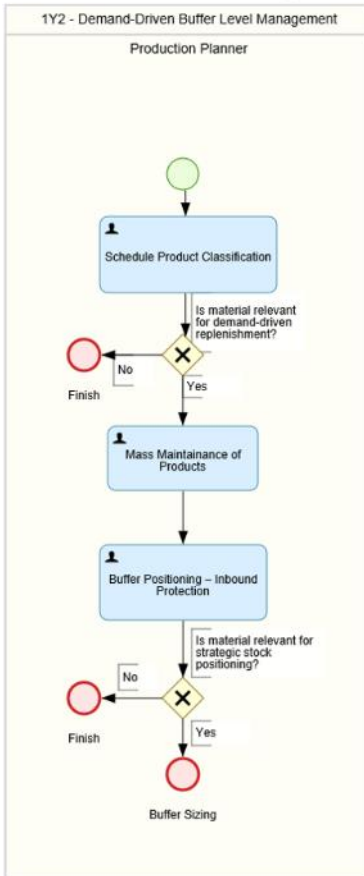 1Y2 - Demand-Driven Buffer Level Management
Production Planner
Schedule Product Classification
Is material relevant
for demand-driven
replenishment?
No
Finish
Yes
Mass Maintainance of
Products
Buffer Positioning – Inbound
Protection
Is material relevant for
strategic stock
positioning?
No
Finish
Yes
Buffer Sizing